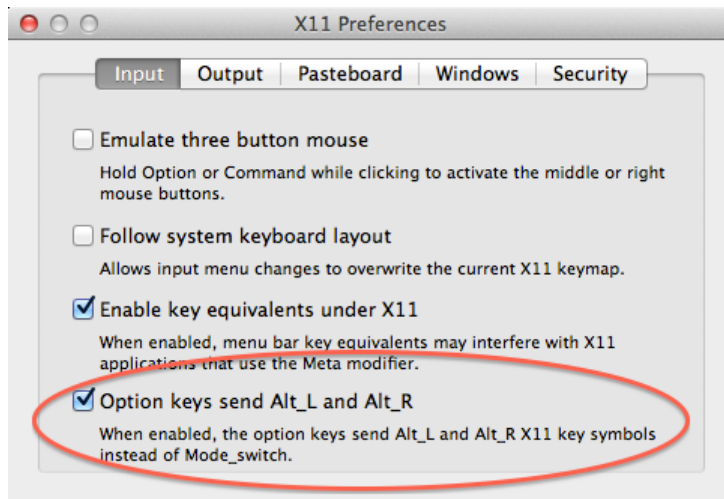 X11 Preferences
Input Output Pasteboard Windows Security
Emulate three button mouse
Hold Option or Command while clicking to activate the middle or right
mouse buttons.
Follow system keyboard layout
Allows input menu changes to overwrite the current X11 keymap.
Enable key equivalents under X11
When enabled, menu bar key equivalents may interfere with X11
applications that use the Meta modifier.
Option keys send Alt_L and Alt_R
When enabled, the option keys send Alt_L and Alt_R X11 key symbols
instead of Mode_switch.